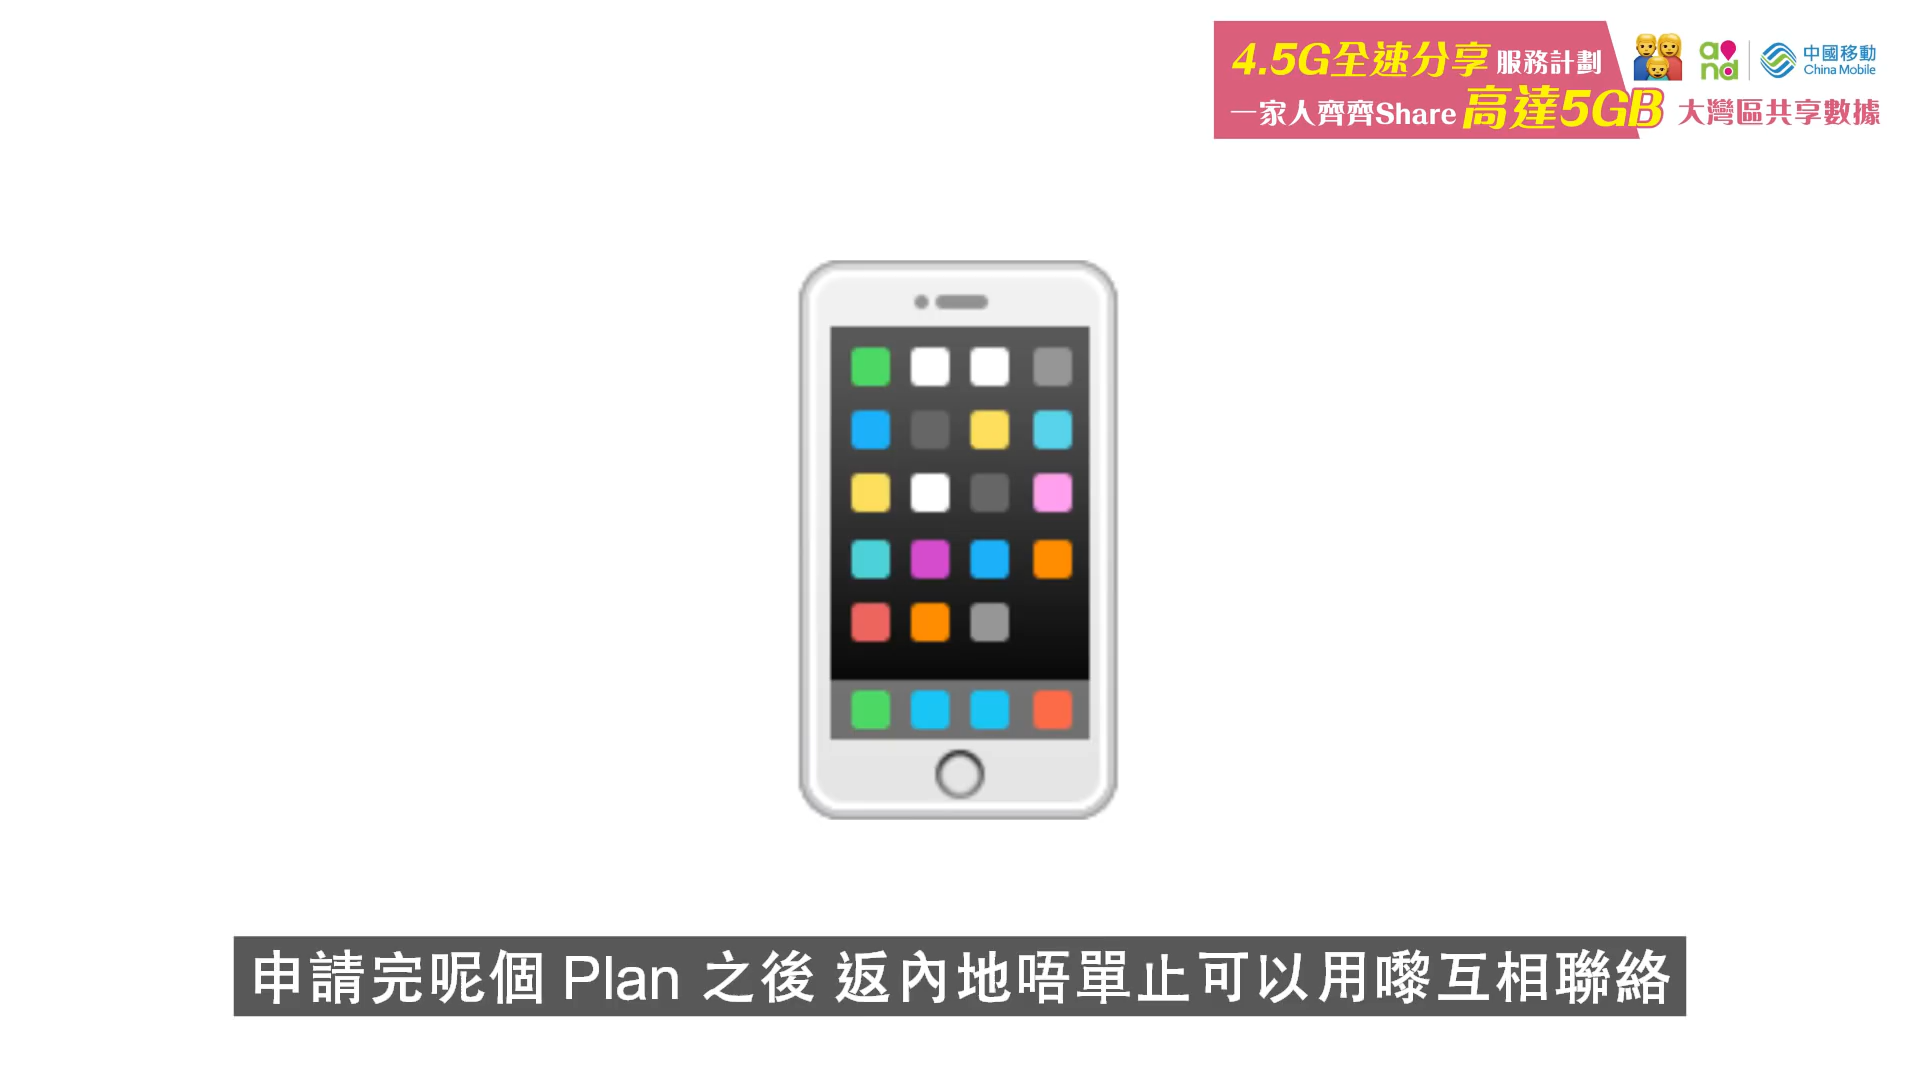 4.5G全速分享服務計劃
and
中國移動
China Mobile
一家人齊齊Share高達5GB大灣區共享數據
申請完呢個 Plan 之後 返內地唔單止可以用嚟互相聯絡